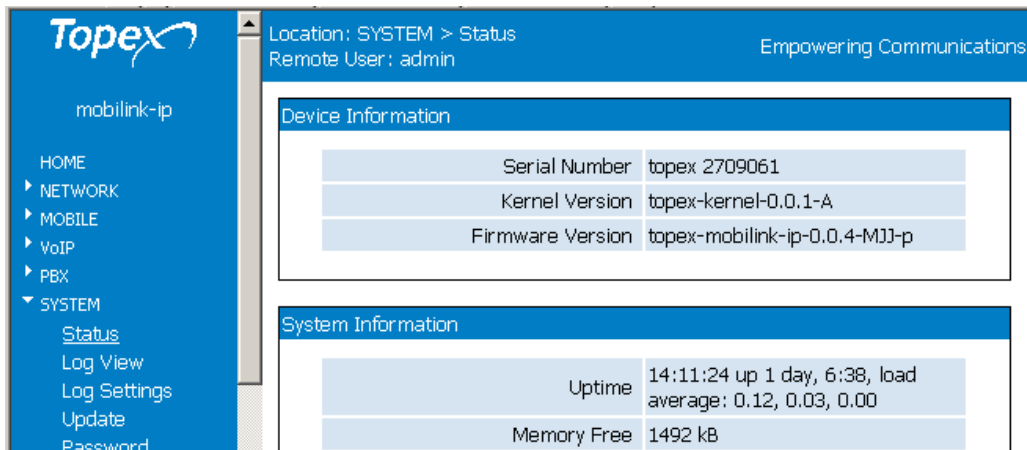 Topex
mobilink-ip
HOME
NETWORK
MOBILE
VoIP
PBX
SYSTEM
Status
Log View
Log Settings
Update
Password
Location: SYSTEM > Status
Remote User: admin
Empowering Communications
Device Information
Serial Number topex 2709061
Kernel Version topex-kernel-0.0.1-A
Firmware Version topex-mobilink-ip-0.0.4-MJJ-p
System Information
Uptime 14:11:24 up 1 day, 6:38, load
average: 0.12, 0.03, 0.00
Memory Free 1492 kB